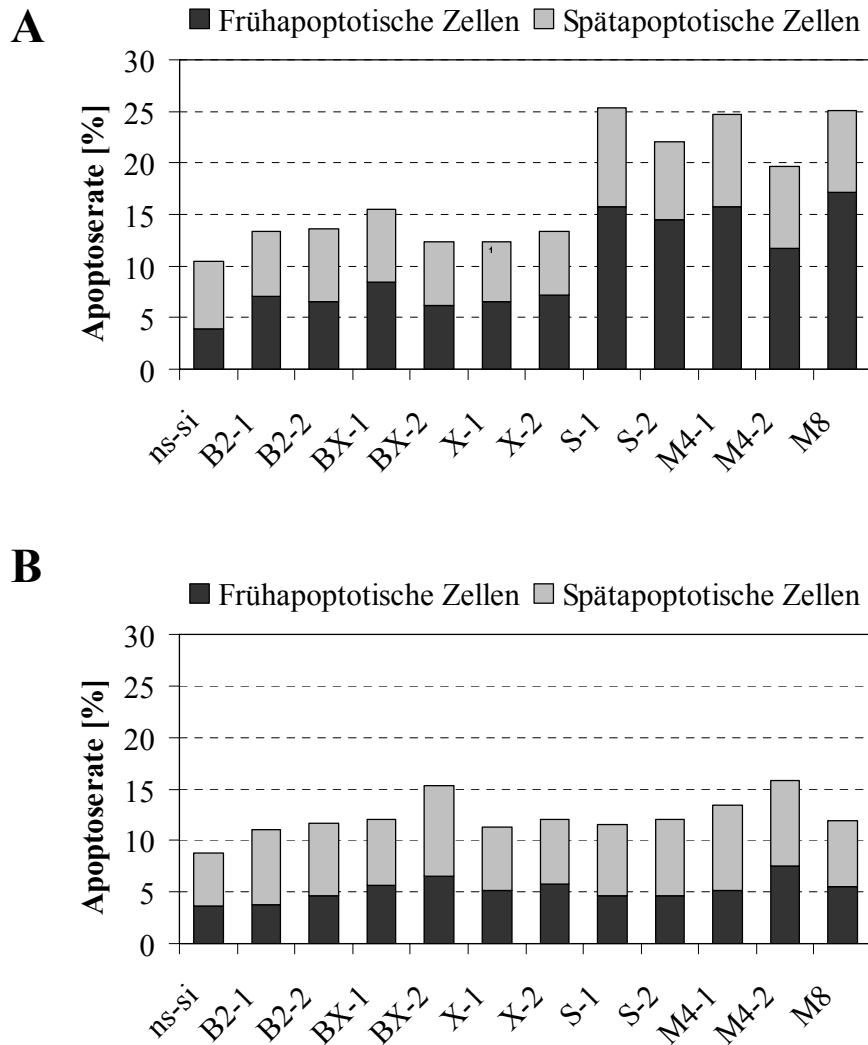 A
Frühapoptotische Zellen Spätapoptotische Zellen
30
25
20
15
10
5
0
Apoptoserate [%]
ns-si B2-1 B2-2 BX-1 BX-2 X-1 X-2 S-1 S-2 M4-1 M4-2 M8
1
B
Frühapoptotische Zellen Spätapoptotische Zellen
30
25
20
15
10
5
0
Apoptoserate [%]
ns-si B2-1 B2-2 BX-1 BX-2 X-1 X-2 S-1 S-2 M4-1 M4-2 M8